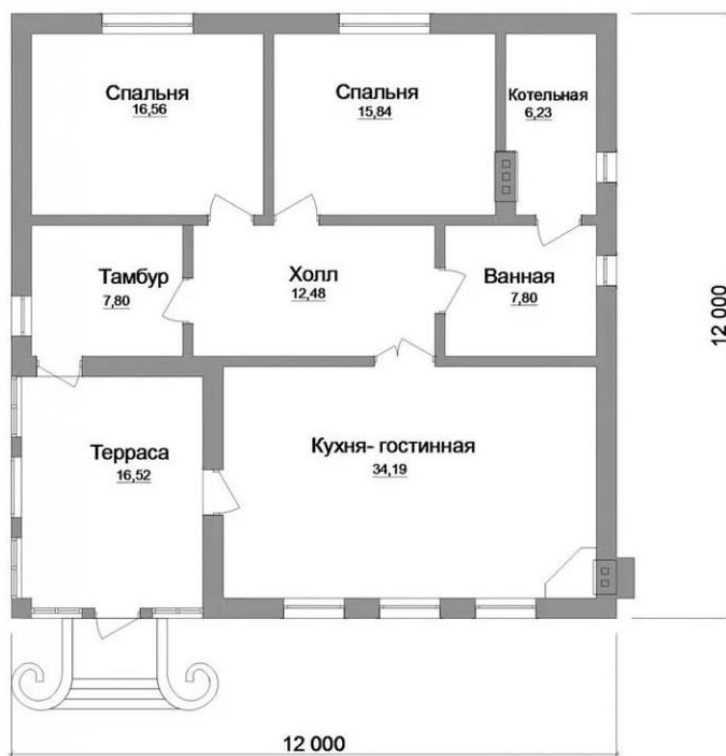 Спальня
16,56
Спальня
15,84
Котельная
6,23
Тамбур
7,80
Холл
12,48
Ванная
7,80
12 000
Терраса
16,52
Кухня- гостинная
34,19
12 000